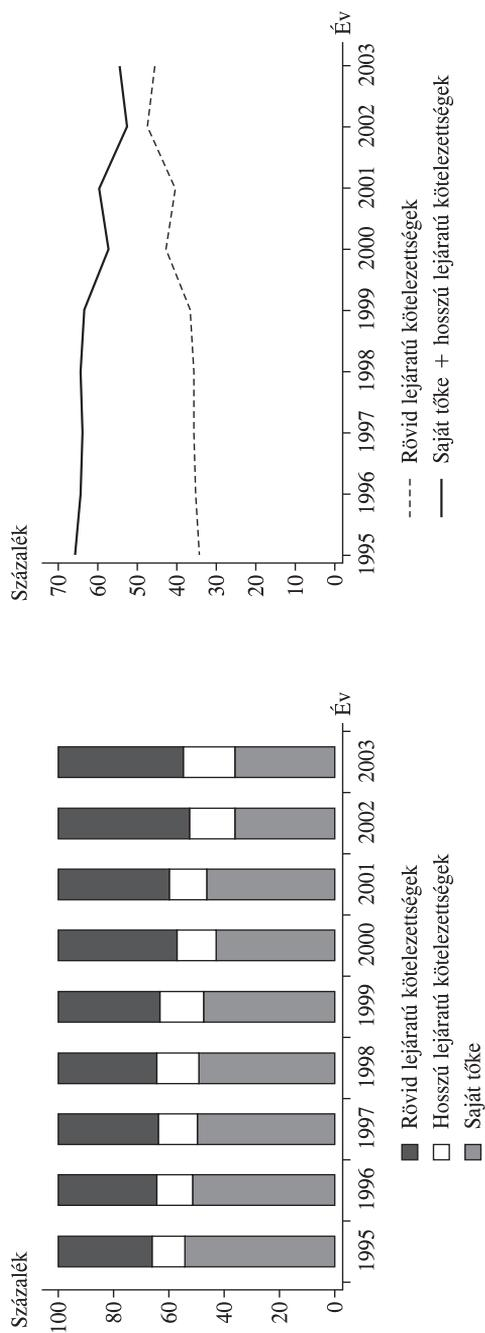 Százalék
100
80
60
40
20
0
1995 1996 1997 1998 1999 2000 2001 2002 2003
Év
Rövid lejáratú kötelezettségek
Hosszú lejáratú kötelezettségek
Saját tőke
Százalék
70
60
50
40
30
20
10
0
1995 1996 1997 1998 1999 2000 2001 2002 2003
Év
Rövid lejáratú kötelezettségek
Saját tőke + hosszú lejáratú kötelezettségek